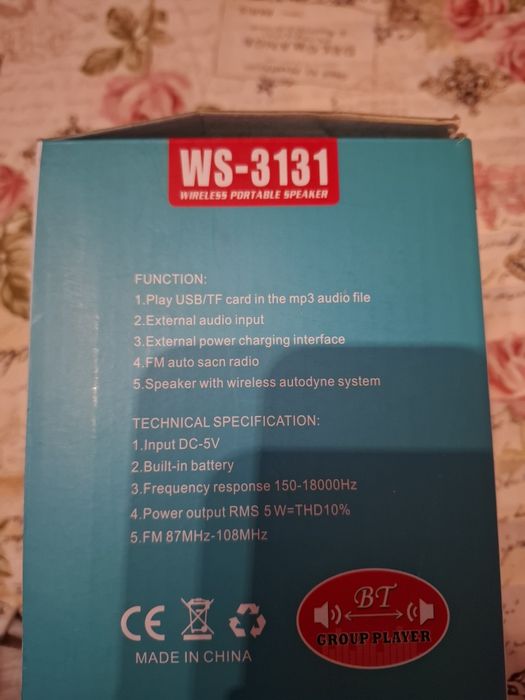 WS-3131
WIRELESS PORTABLE SPEAKER
FUNCTION:
1.Play USB/TF card in the mp3 audio file
2.External audio input
3.External power charging interface
4.FM auto sacn radio
5.Speaker with wireless autodyne system
TECHNICAL SPECIFICATION:
1.Input DC-5V
2.Built-in battery
3.Frequency response 150-18000Hz
4.Power output RMS 5W=THD10%
5.FM 87MHz-108MHz
CE
MADE IN CHINA
BT
GROUP PLAYER